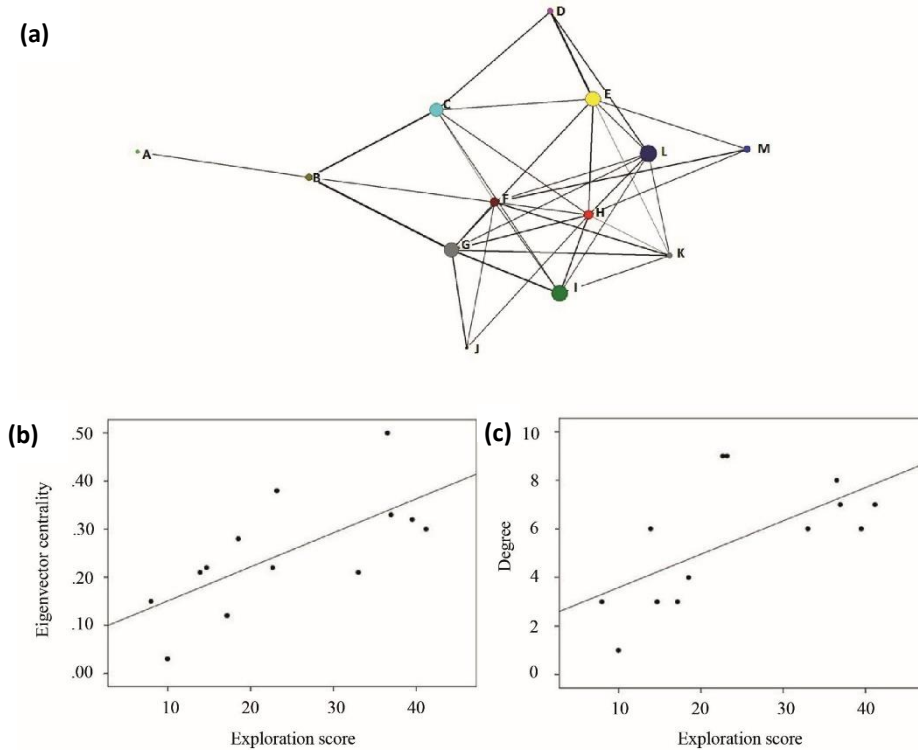 (a)
D
E
C
A
L
M
B
F
H
G
K
I
J
(b)
.50
.40
.30
.20
.10
.00
Eigenvector centrality
10 20 30 40
Exploration score
(c)
10
8
6
4
2
0
Degree
10 20 30 40
Exploration score